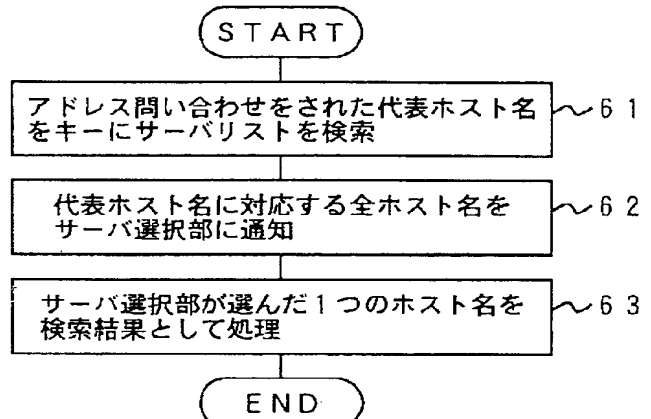 START
アドレス問い合わせをされた代表ホスト名 61
をキーにサーバリストを検索
代表ホスト名に対応する全ホスト名を 62
サーバ選択部に通知
サーバ選択部が選んだ1つのホスト名を 63
検索結果として処理
END